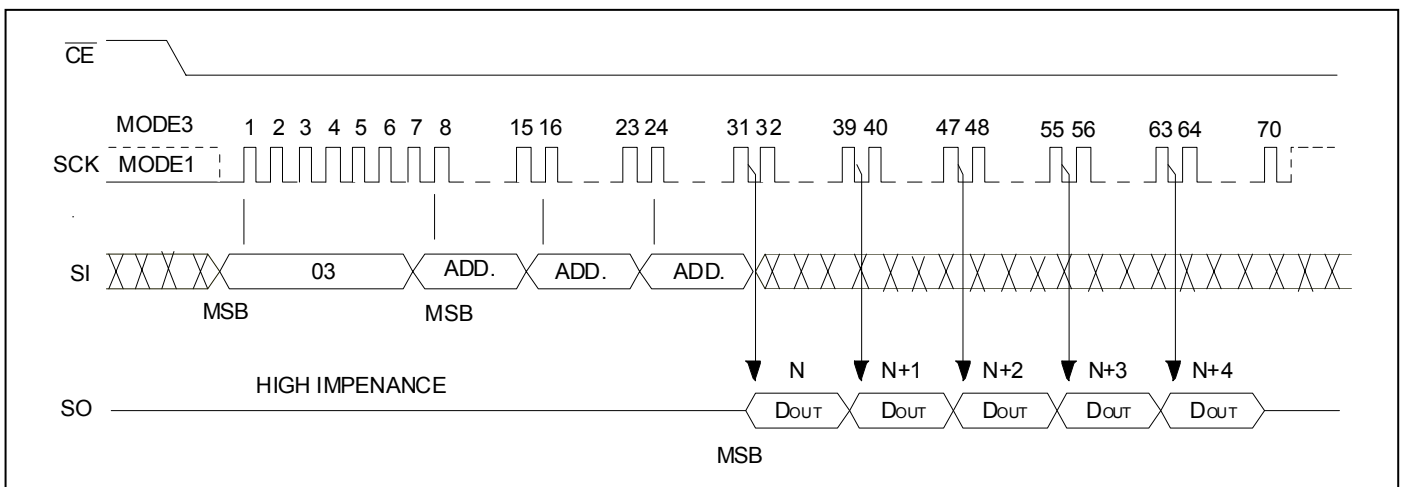 CE
MODE3 1 2 3 4 5 6 7 8 15 16 23 24 31 32 39 40 47 48 55 56 63 64 70
SCK MODE1
SI 03 ADD. ADD. ADD.
MSB MSB
N N+1 N+2 N+3 N+4
HIGH IMPENANCE
SO DOUT DOUT DOUT DOUT DOUT
MSB